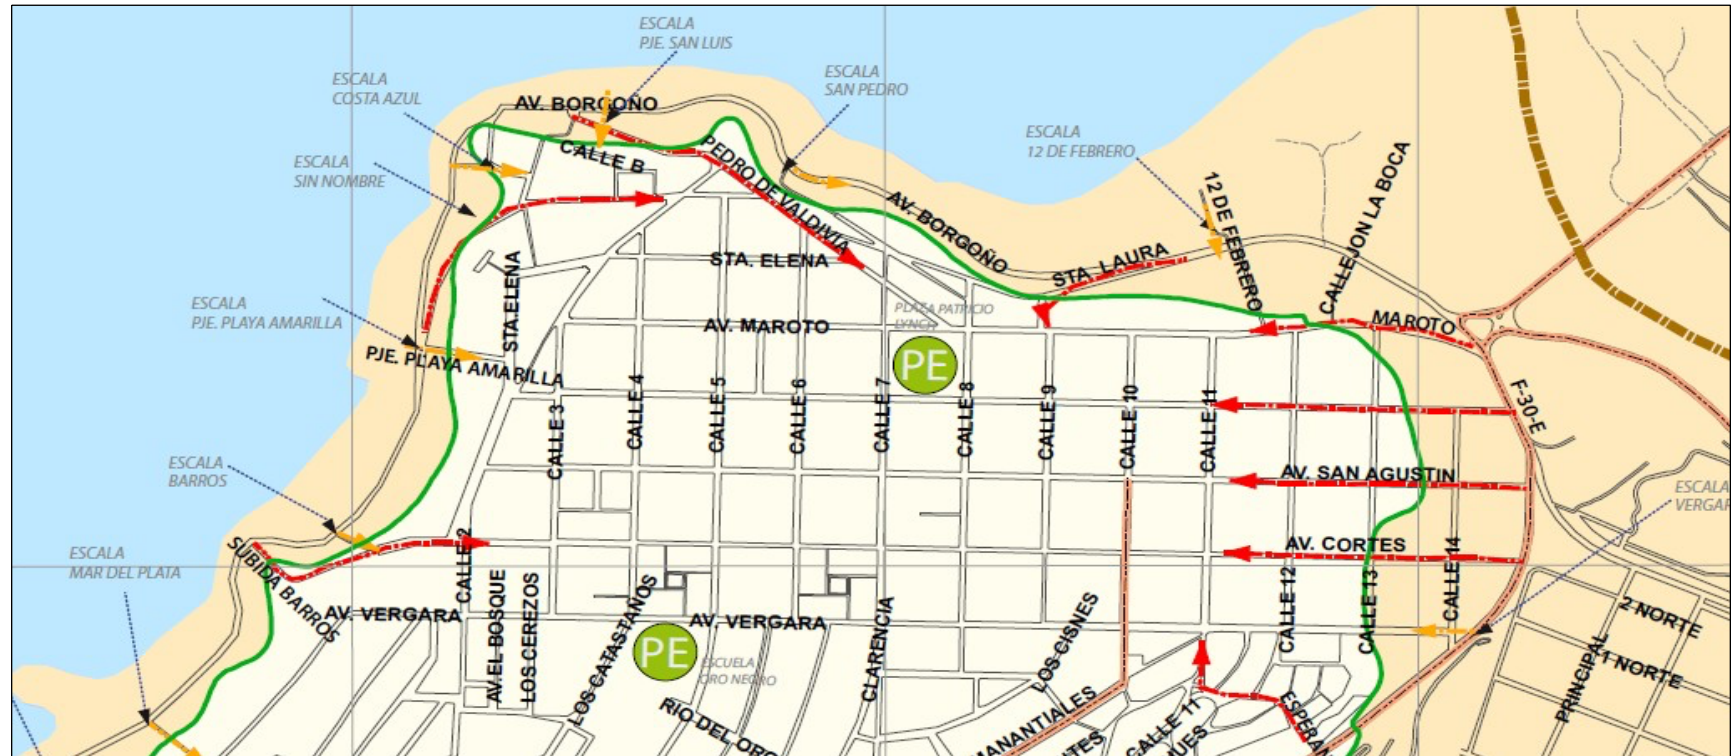 ESCALA
PJE. SAN LUIS
ESCALA
COSTA AZUL
ESCALA
SAN PEDRO
AV. BORGOÑO
ESCALA
12 DE FEBRERO
ESCALA
SIN NOMBRE
CALLE B
PEDRO DE VALDIVIA
AV. BORGOÑO
12 DE FEBRERO
CALLEJON LA BOCA
STA. LAURA
STA. ELENA
STA.ELENA
ESCALA
PJE. PLAYA AMARILLA
PLAZA PATRICIO
LYNCH
AV. MAROTO
MAROTO
PE
PJE. PLAYA AMARILLA
CALLE 3
CALLE 4
CALLE 5
CALLE 6
CALLE 7
CALLE 8
CALLE 9
CALLE 10
CALLE 11
F-30-E
ESCALA
BARROS
AV. SAN AGUSTIN
ESCALA
VERGAR
AV. CORTES
ESCALA
MAR DEL PLATA
SUBIDA BARROS
CALLE 2
CALLE 12
CALLE 13
CALLE 14
AV. VERGARA
AV.EL BOSQUE
LOS CEREZOS
LOS CATASTAÑOS
PE
ESCUELA
ORO NEGRO
AV. VERGARA
CLARENCIA
LOS CISNES
2 NORTE
1 NORTE
PRINCIPAL
RIO DEL ORO
MANANTIALES
CALLE 11
ESPERAN